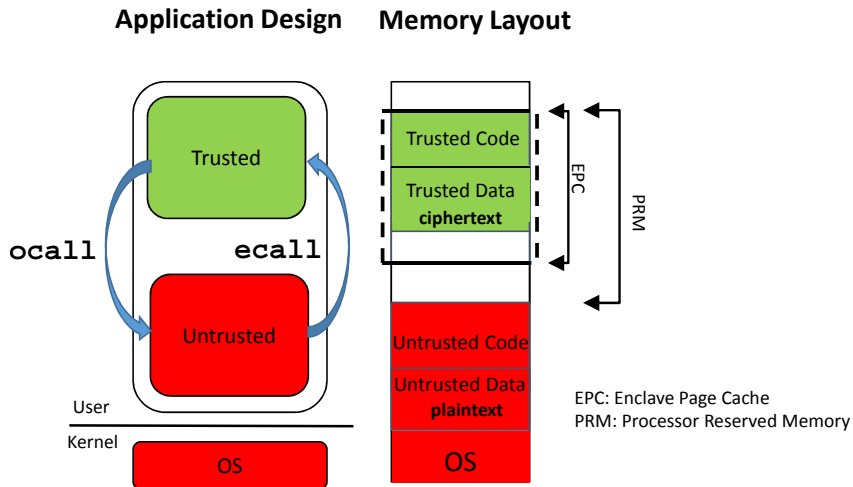 Application Design
Memory Layout
Trusted
ocall
ecall
Untrusted
User
Kernel
OS
Trusted Code
Trusted Data
ciphertext
EPC
PRM
Untrusted Code
Untrusted Data
plaintext
OS
EPC: Enclave Page Cache
PRM: Processor Reserved Memory